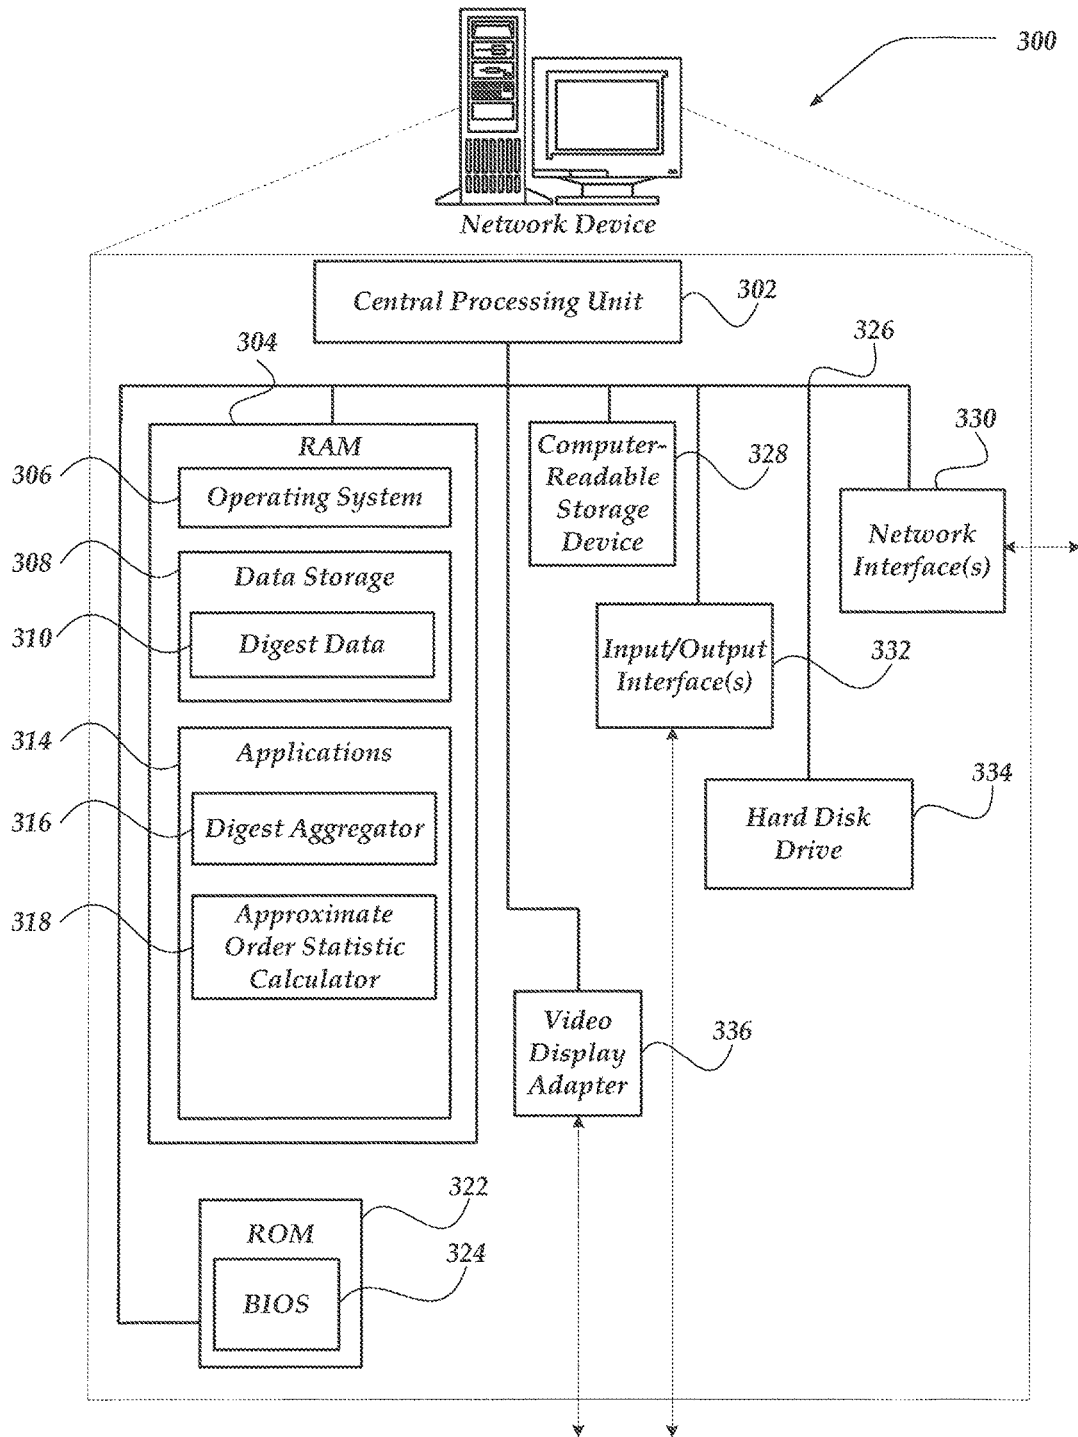 300
Network Device
Central Processing Unit
302
304
326
RAM
306
Operating System
308
Data Storage
310
Digest Data
314
Applications
316
Digest Aggregator
318
Approximate
Order Statistic
Calculator
Computer-
Readable
Storage
Device
328
330
Network
Interface(s)
Input/Output
Interface(s)
332
334
Hard Disk
Drive
Video
Display
Adapter
336
322
ROM
324
BIOS